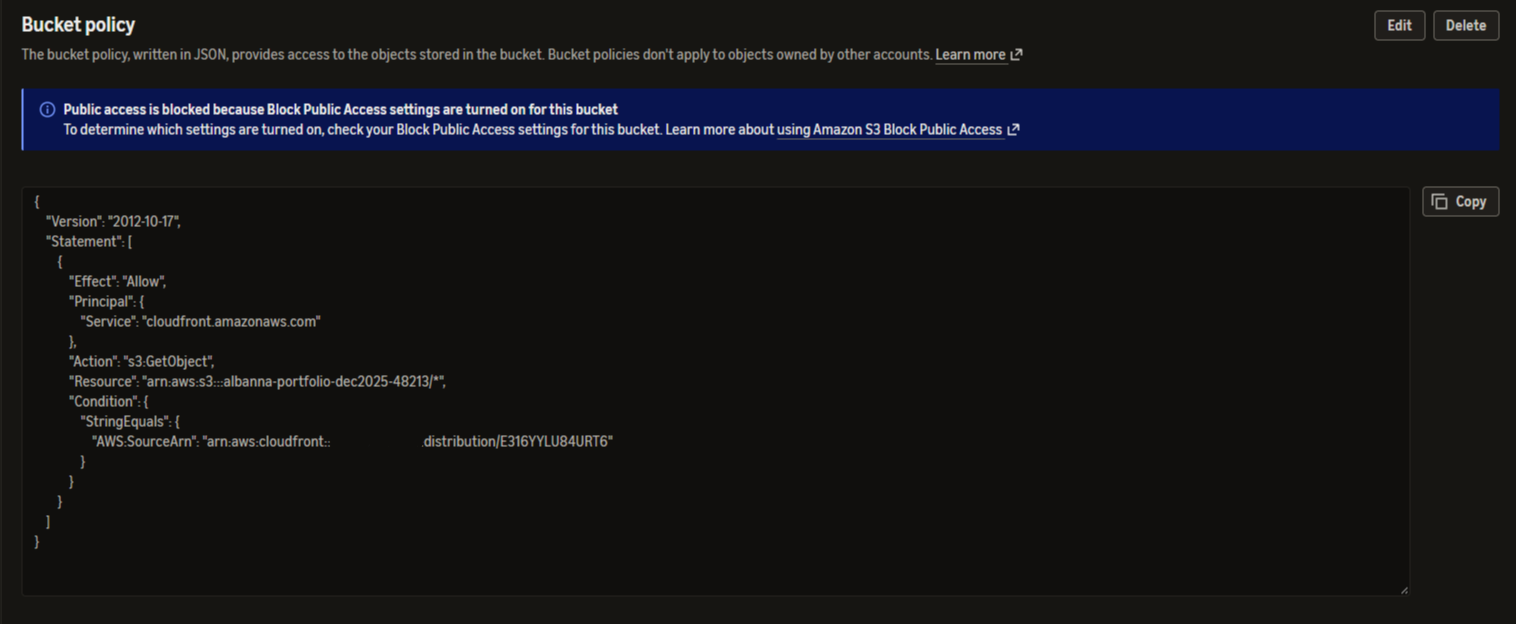 Bucket policy
Edit
Delete
The bucket policy, written in JSON, provides access to the objects stored in the bucket. Bucket policies don't apply to objects owned by other accounts. Learn more
Public access is blocked because Block Public Access settings are turned on for this bucket
To determine which settings are turned on, check your Block Public Access settings for this bucket. Learn more about using Amazon S3 Block Public Access
Copy
{
"Version": "2012-10-17",
"Statement": [
{
"Effect": "Allow",
"Principal": {
"Service": "cloudfront.amazonaws.com"
},
"Action": "s3:GetObject",
"Resource": "arn:aws:s3:::albanna-portfolio-dec2025-48213/*",
"Condition": {
"StringEquals": {
"AWS:SourceArn": "arn:aws:cloudfront:: .distribution/E316YYLU84URT6"
}
}
}
]
}